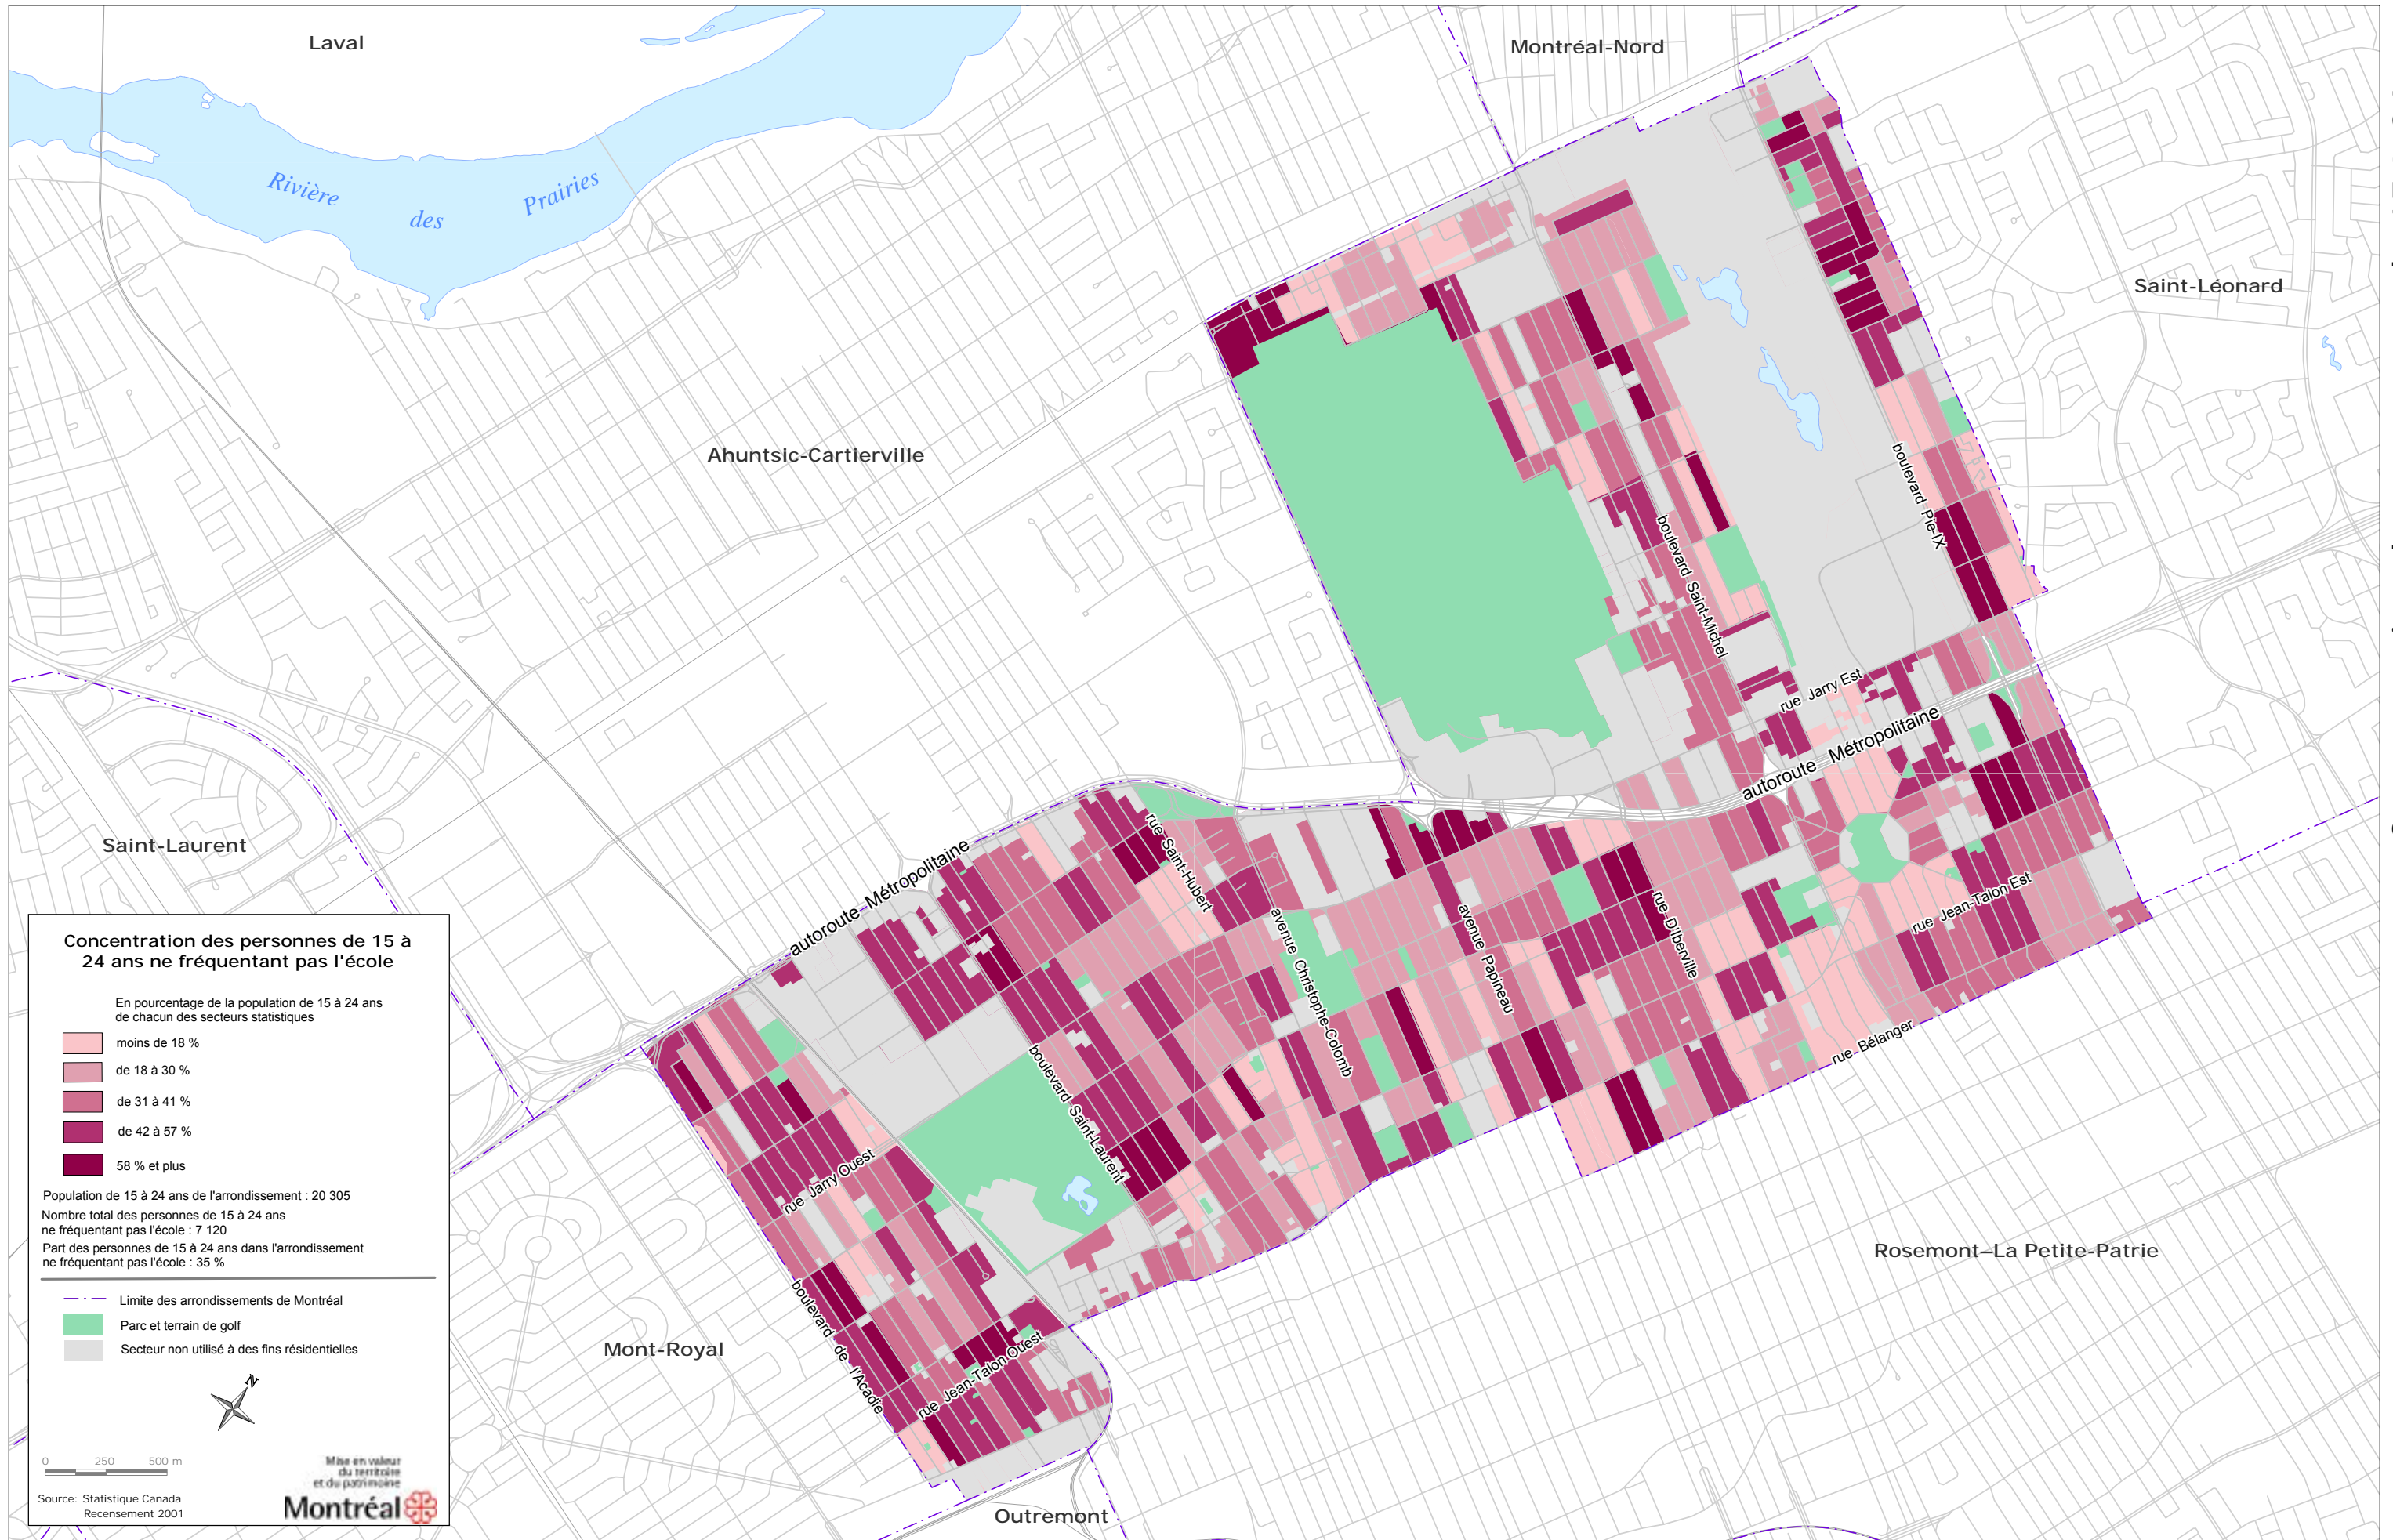 Laval
Montréal-Nord
Rivière
des
Prairies
Saint-Léonard
Ahuntsic-Cartierville
boulevard Pie-IX
boulevard Saint-Michel
rue Jarry Est
autoroute Métropolitaine
Saint-Laurent
autoroute Métropolitaine
rue Saint-Hubert
avenue Christophe-Colomb
avenue Papineau
rue D'Iberville
rue Jean-Talon Est
rue Bélanger
boulevard Saint-Laurent
rue Jarry Ouest
boulevard de l'Acadie
rue Jean-Talon Ouest
Mont-Royal
Rosemont–La Petite-Patrie
Outremont
Concentration des personnes de 15 à
24 ans ne fréquentant pas l'école
En pourcentage de la population de 15 à 24 ans
de chacun des secteurs statistiques
moins de 18 %
de 18 à 30 %
de 31 à 41 %
de 42 à 57 %
58 % et plus
Population de 15 à 24 ans de l'arrondissement : 20 305
Nombre total des personnes de 15 à 24 ans
ne fréquentant pas l'école : 7 120
Part des personnes de 15 à 24 ans dans l'arrondissement
ne fréquentant pas l'école : 35 %
Limite des arrondissements de Montréal
Parc et terrain de golf
Secteur non utilisé à des fins résidentielles
N
0 250 500 m
Source: Statistique Canada
Recensement 2001
Mise en valeur
du territoire
et du patrimoine
Montréal